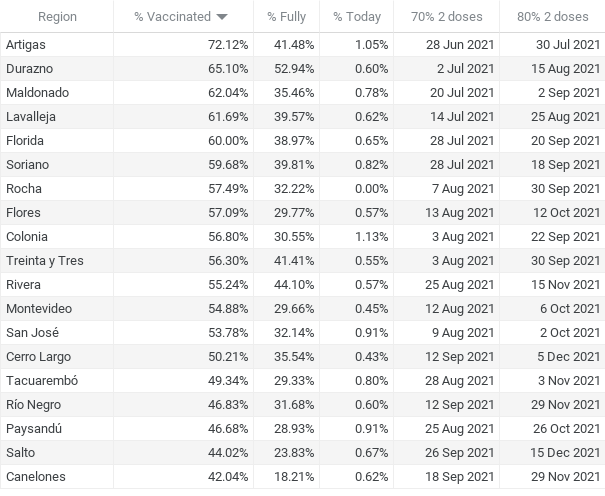 Region % Vaccinated % Fully % Today 70% 2 doses 80% 2 doses
Artigas 72.12% 41.48% 1.05% 28 Jun 2021 30 Jul 2021
Durazno 65.10% 52.94% 0.60% 2 Jul 2021 15 Aug 2021
Maldonado 62.04% 35.46% 0.78% 20 Jul 2021 2 Sep 2021
Lavalleja 61.69% 39.57% 0.62% 14 Jul 2021 25 Aug 2021
Florida 60.00% 38.97% 0.65% 28 Jul 2021 20 Sep 2021
Soriano 59.68% 39.81% 0.82% 28 Jul 2021 18 Sep 2021
Rocha 57.49% 32.22% 0.00% 7 Aug 2021 30 Sep 2021
Flores 57.09% 29.77% 0.57% 13 Aug 2021 12 Oct 2021
Colonia 56.80% 30.55% 1.13% 3 Aug 2021 22 Sep 2021
Treinta y Tres 56.30% 41.41% 0.55% 3 Aug 2021 30 Sep 2021
Rivera 55.24% 44.10% 0.57% 25 Aug 2021 15 Nov 2021
Montevideo 54.88% 29.66% 0.45% 12 Aug 2021 6 Oct 2021
San José 53.78% 32.14% 0.91% 9 Aug 2021 2 Oct 2021
Cerro Largo 50.21% 35.54% 0.43% 12 Sep 2021 5 Dec 2021
Tacuarembó 49.34% 29.33% 0.80% 28 Aug 2021 3 Nov 2021
Río Negro 46.83% 31.68% 0.60% 12 Sep 2021 29 Nov 2021
Paysandú 46.68% 28.93% 0.91% 25 Aug 2021 26 Oct 2021
Salto 44.02% 23.83% 0.67% 26 Sep 2021 15 Dec 2021
Canelones 42.04% 18.21% 0.62% 18 Sep 2021 29 Nov 2021